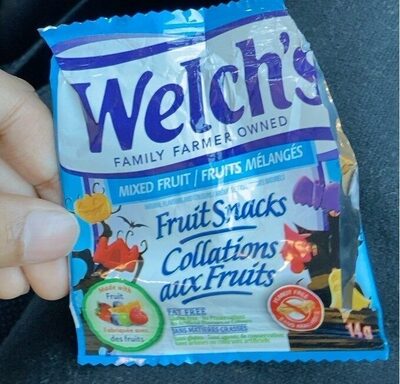 Welch's
FAMILY FARMER OWNED
MIXED FRUIT / FRUITS MÉLANGÉS
Fruit Snacks
Collations
aux Fruits
Made with
Fruit
Fabriquées avec
des fruits
FAT FREE
SANS MATIÈRES GRASSES
14g